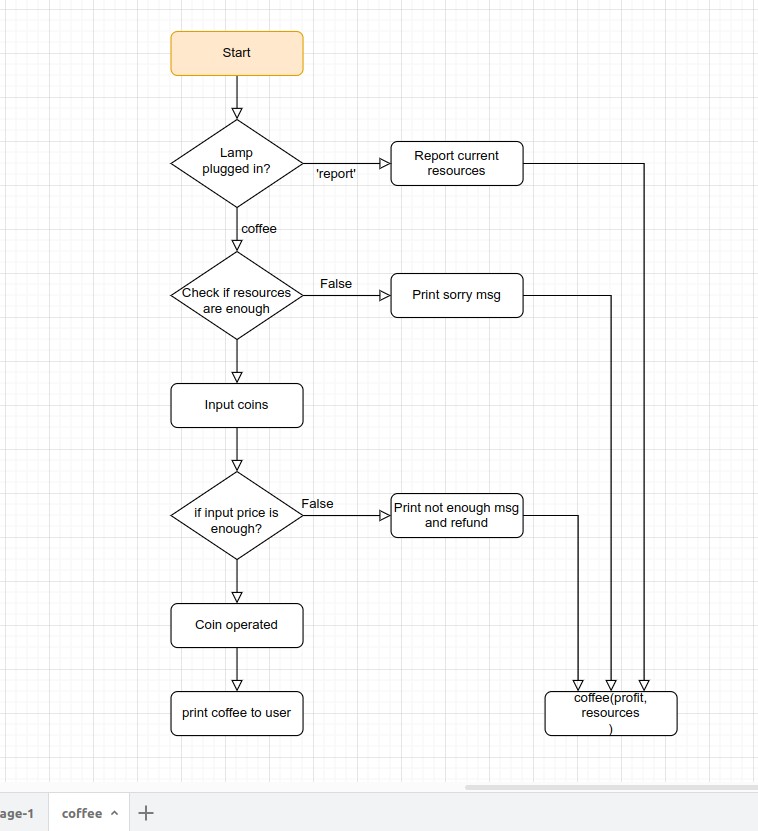 Start
Lamp
plugged in?
'report'
Report current
resources
coffee
Check if resources
are enough
False
Print sorry msg
Input coins
if input price is
enough?
False
Print not enough msg
and refund
Coin operated
print coffee to user
coffee(profit,
resources
)
age-1
coffee